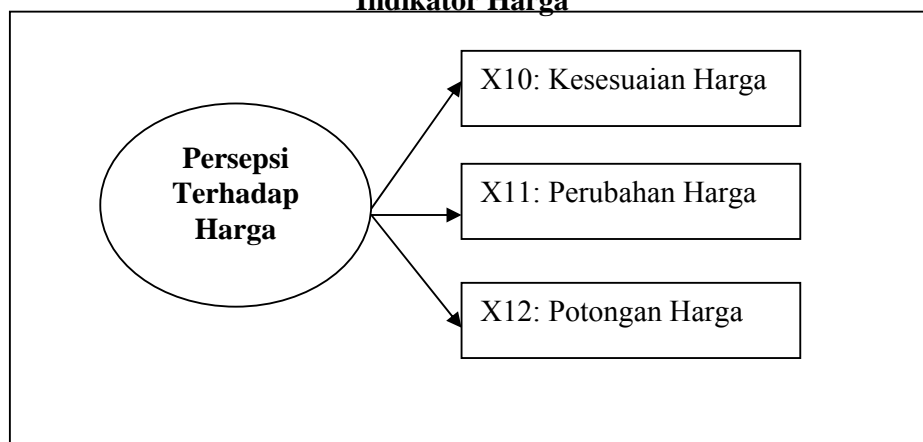 Indikator Harga
Persepsi
Terhadap
Harga
X10: Kesesuaian Harga
X11: Perubahan Harga
X12: Potongan Harga